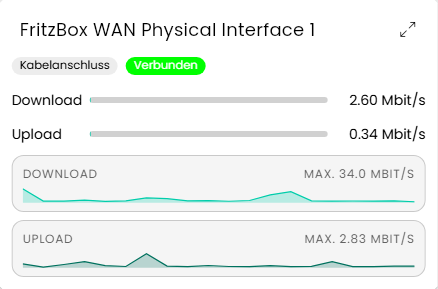 FritzBox WAN Physical Interface 1
Kabelanschluss Verbunden
Download 2.60 Mbit/s
Upload 0.34 Mbit/s
DOWNLOAD MAX. 34.0 MBIT/S
UPLOAD MAX. 2.83 MBIT/S